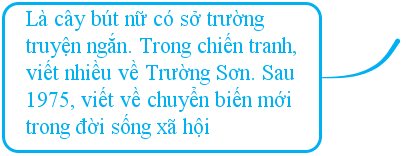 Là cây bút nữ có sở trường
truyện ngắn. Trong chiến tranh,
viết nhiều về Trường Sơn. Sau
1975, viết về chuyển biến mới
trong đời sống xã hội